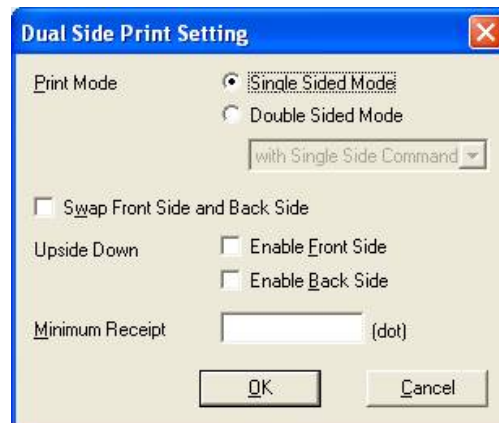 Dual Side Print Setting
Print Mode
Single Sided Mode
Double Sided Mode
with Single Side Command
Swap Front Side and Back Side
Upside Down
Enable Front Side
Enable Back Side
Minimum Receipt
(dot)
OK
Cancel